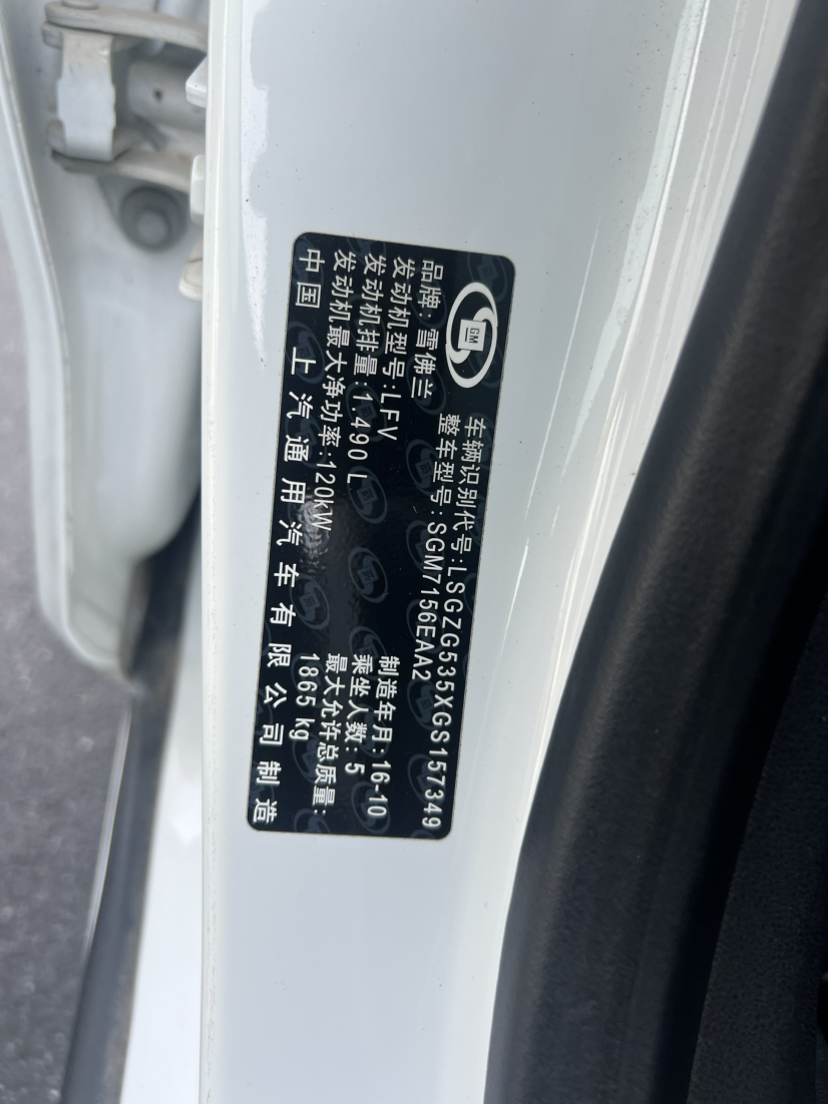 GM
车辆识别代号:LSGZG535XGS157349
整车型号:SGM7156EAA2
品牌:雪佛兰
发动机型号:LFV
制造年月:16-10
发动机排量:1.490 L
乘坐人数:5
发动机最大净功率:120kW
最大允许总质量:
1865 kg
中国 上汽通用汽车有限公司制造